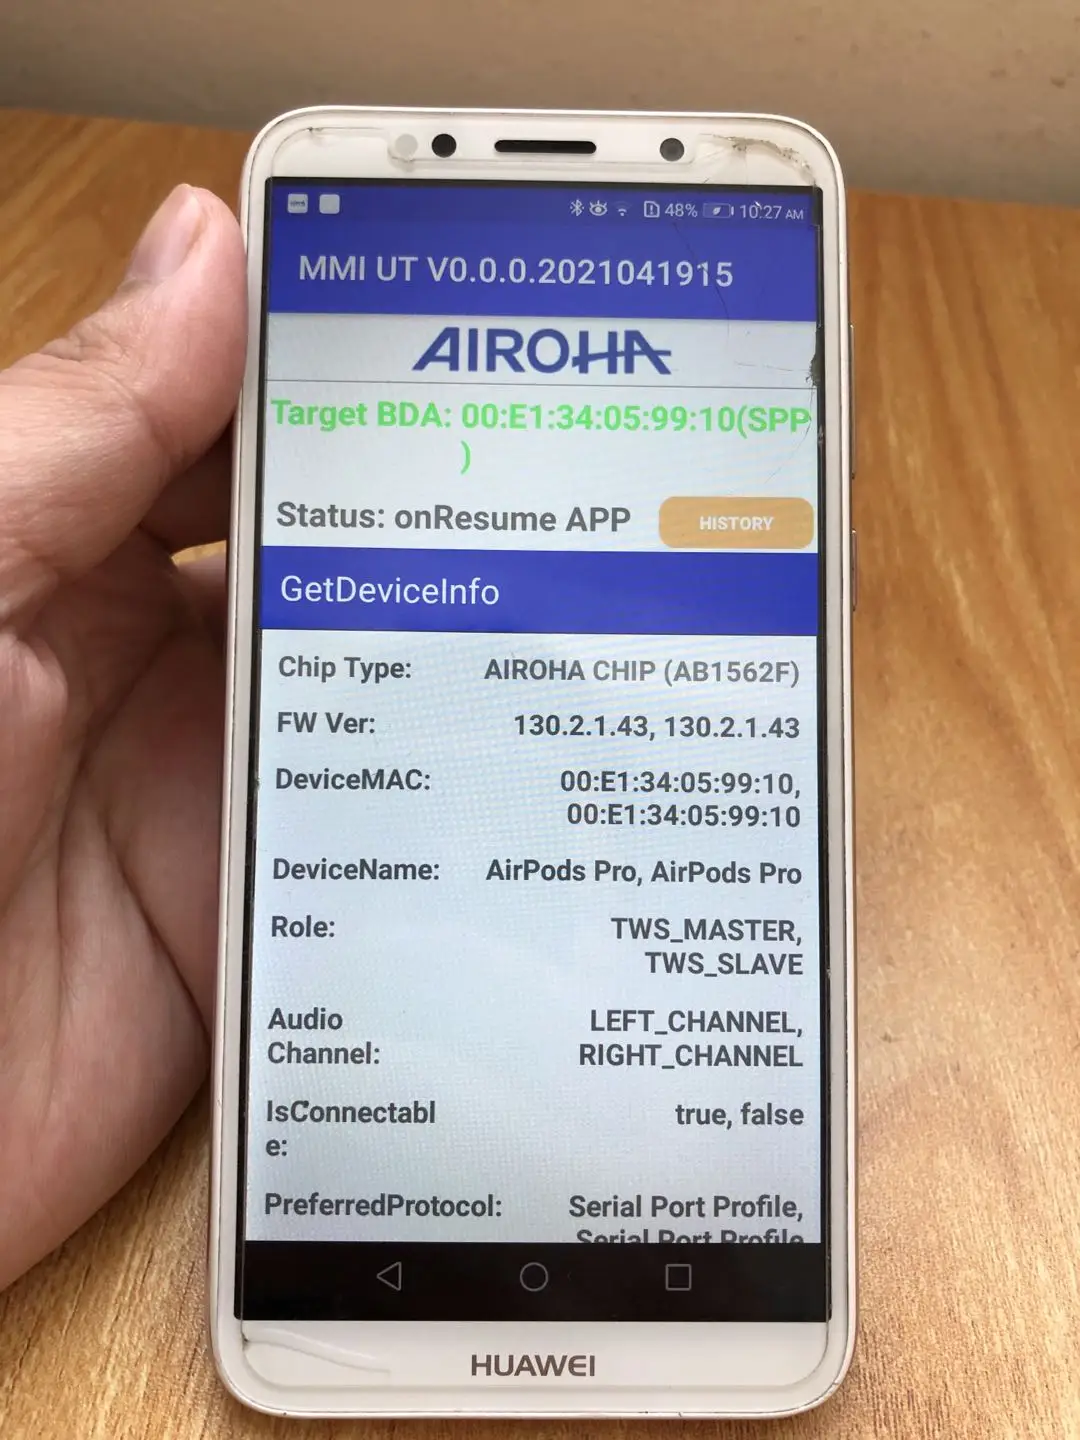 48% 10:27 AM
MMI UT V0.0.0.2021041915
AIROHA
Target BDA: 00:E1:34:05:99:10(SPP
)
Status: onResume APP
HISTORY
GetDeviceInfo
Chip Type: AIROHA CHIP (AB1562F)
FW Ver: 130.2.1.43, 130.2.1.43
DeviceMAC: 00:E1:34:05:99:10,
00:E1:34:05:99:10
DeviceName: AirPods Pro, AirPods Pro
Role: TWS_MASTER,
TWS_SLAVE
Audio LEFT_CHANNEL,
Channel: RIGHT_CHANNEL
IsConnectabl true, false
e:
PreferredProtocol: Serial Port Profile,
Serial Port Profile
HUAWEI